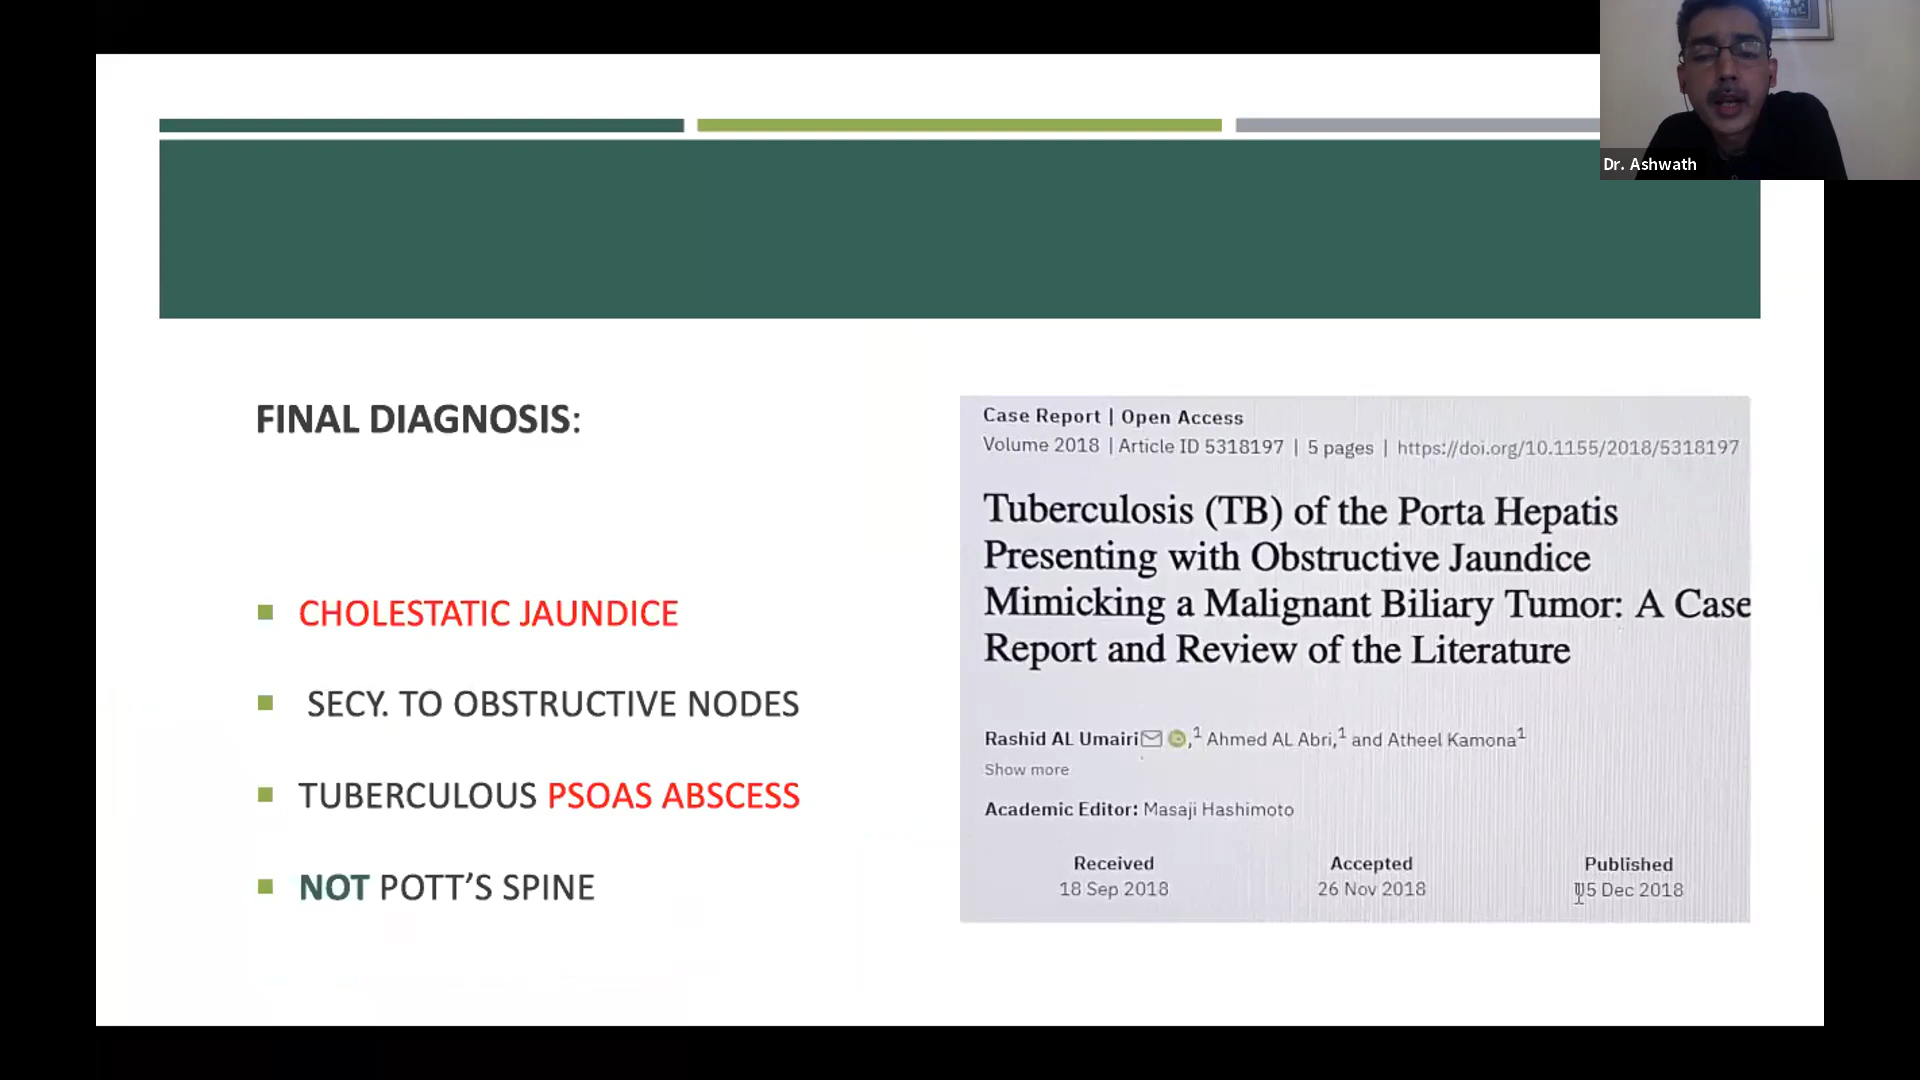 Dr. Ashwath
FINAL DIAGNOSIS:
CHOLESTATIC JAUNDICE
SECY. TO OBSTRUCTIVE NODES
TUBERCULOUS PSOAS ABSCESS
NOT POTT’S SPINE
Case Report | Open Access
Volume 2018 | Article ID 5318197 | 5 pages | https://doi.org/10.1155/2018/5318197
Tuberculosis (TB) of the Porta Hepatis
Presenting with Obstructive Jaundice
Mimicking a Malignant Biliary Tumor: A Case
Report and Review of the Literature
Rashid AL Umairi,1 Ahmed AL Abri,1 and Atheel Kamona1
Show more
Academic Editor: Masaji Hashimoto
Received Accepted Published
18 Sep 2018 26 Nov 2018 05 Dec 2018